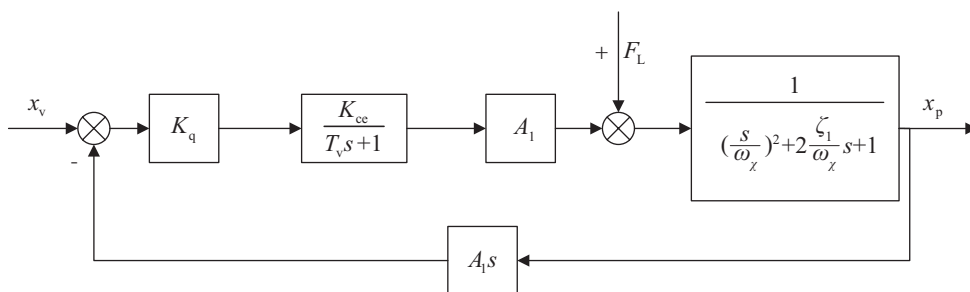 + F_L
x_v
-
K_q
K_ce
T_v s+1
A_1
1
(s/ω_χ)²+2 ζ_1/ω_χ s+1
x_p
A_1 s